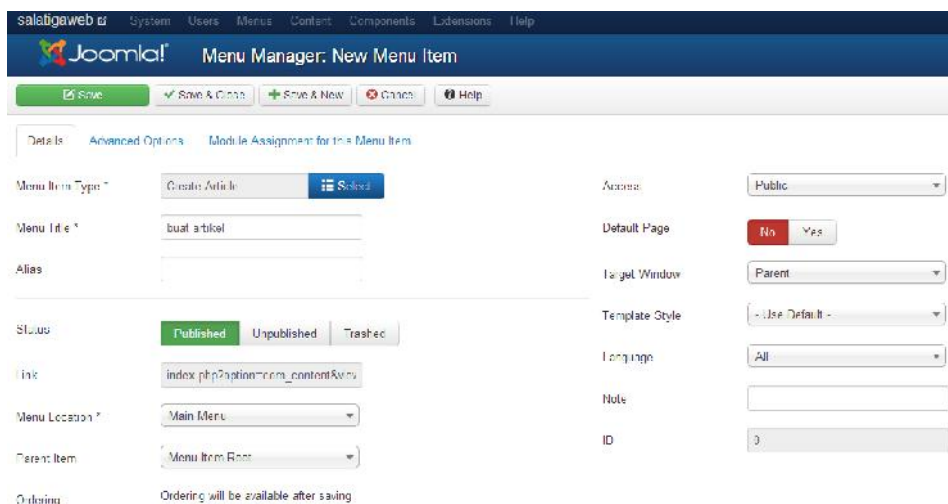 salatigaweb System Users Menus Content Components Extensions Help
Joomla! Menu Manager: New Menu Item
Save Save & Close Save & New Cancel Help
Details Advanced Options Module Assignment for this Menu Item
Menu Item Type * Create Article Select
Menu Title * buat artikel
Alias
Status Published Unpublished Trashed
Link index.php?option=com_content&view
Menu Location * Main Menu
Parent Item Menu Item Root
Ordering Ordering will be available after saving
Access Public
Default Page No Yes
Target Window Parent
Template Style - Use Default -
Language All
Note
ID 0